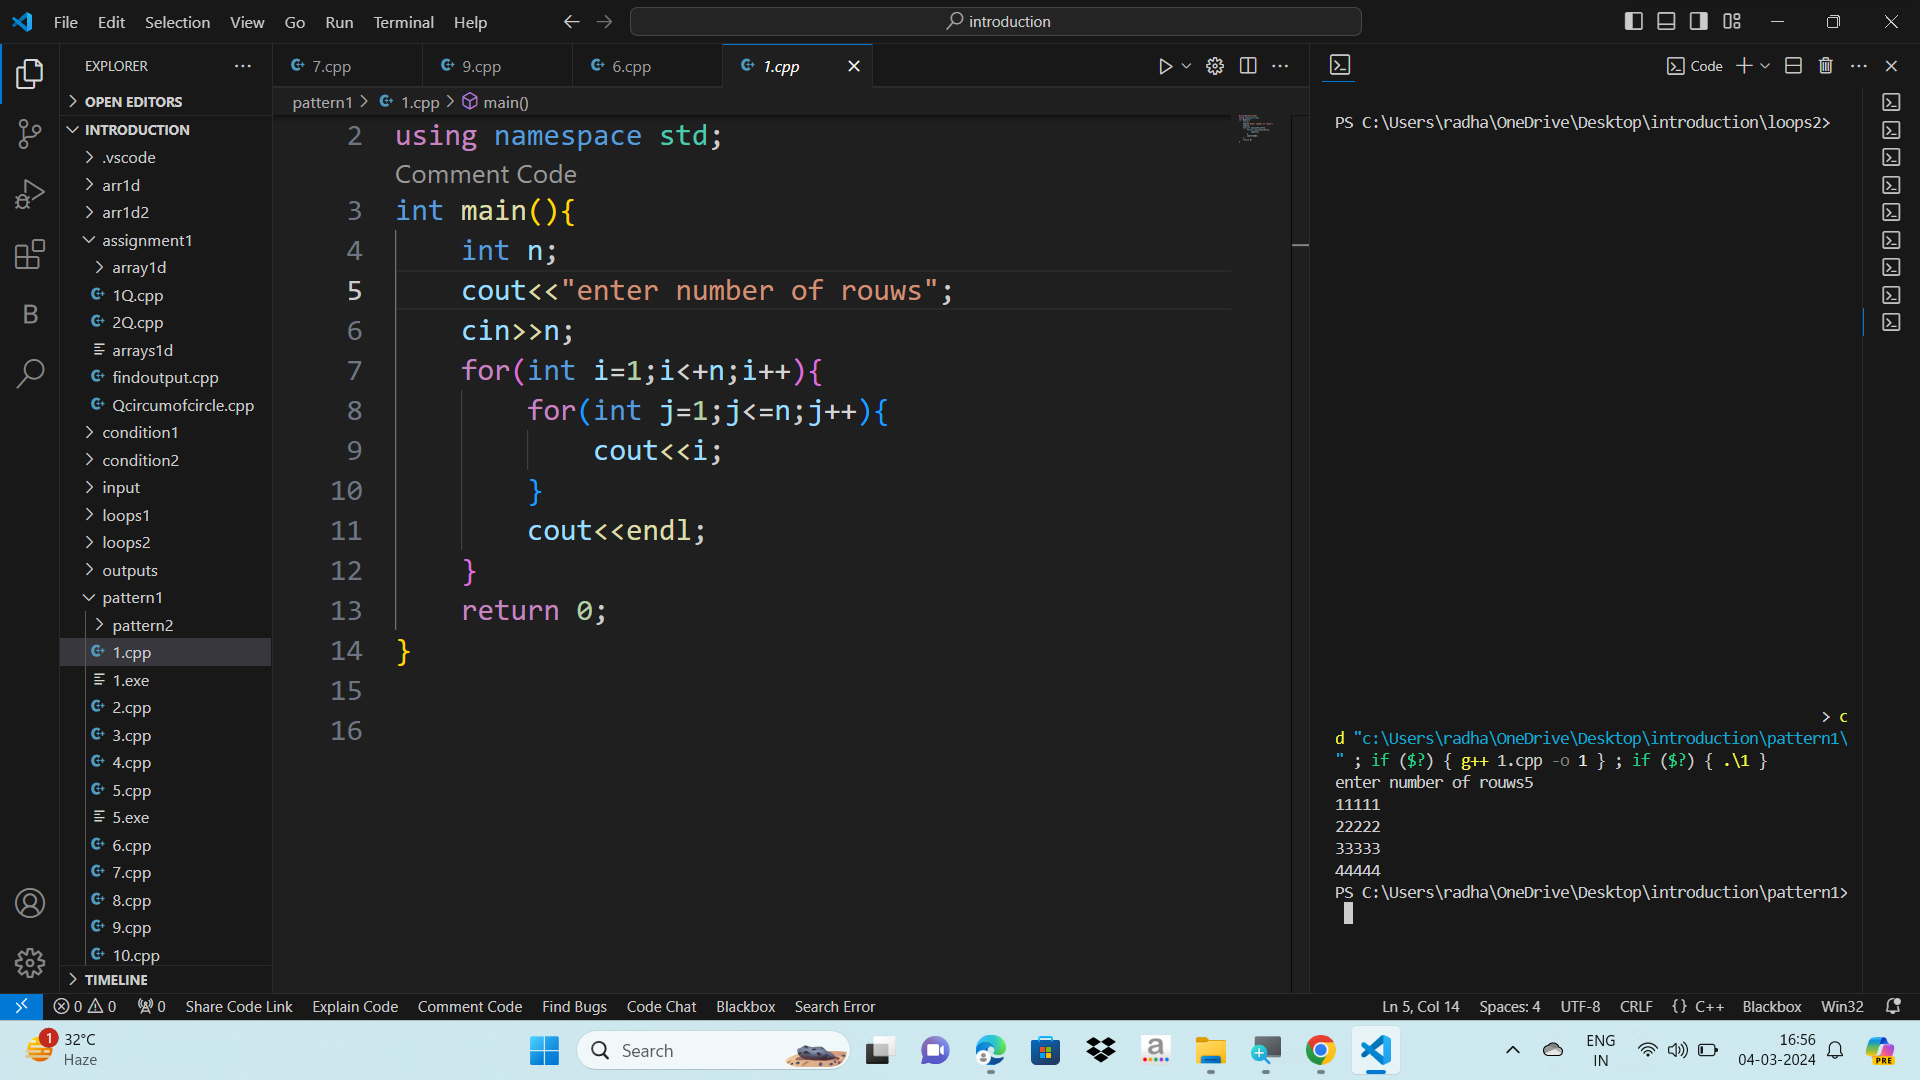 File Edit Selection View Go Run Terminal Help
introduction
EXPLORER
OPEN EDITORS
INTRODUCTION
.vscode
arr1d
arr1d2
assignment1
array1d
1Q.cpp
2Q.cpp
arrays1d
findoutput.cpp
Qcircumofcircle.cpp
condition1
condition2
input
loops1
loops2
outputs
pattern1
pattern2
1.cpp
1.exe
2.cpp
3.cpp
4.cpp
5.cpp
5.exe
6.cpp
7.cpp
8.cpp
9.cpp
10.cpp
TIMELINE
7.cpp 9.cpp 6.cpp 1.cpp
pattern1 > 1.cpp > main()
2 using namespace std;
Comment Code
3 int main(){
4 int n;
5 cout<<"enter number of rouws";
6 cin>>n;
7 for(int i=1;i<+n;i++){
8 for(int j=1;j<=n;j++){
9 cout<<i;
10 }
11 cout<<endl;
12 }
13 return 0;
14 }
15
16
Code
PS C:\Users\radha\OneDrive\Desktop\introduction\loops2>
> c
d "c:\Users\radha\OneDrive\Desktop\introduction\pattern1\
" ; if ($?) { g++ 1.cpp -o 1 } ; if ($?) { .\1 }
enter number of rouws5
11111
22222
33333
44444
PS C:\Users\radha\OneDrive\Desktop\introduction\pattern1>
0 0 0 Share Code Link Explain Code Comment Code Find Bugs Code Chat Blackbox Search Error Ln 5, Col 14 Spaces: 4 UTF-8 CRLF {} C++ Blackbox Win32
1 32°C
Haze
Search
ENG
IN
16:56
04-03-2024
PRE